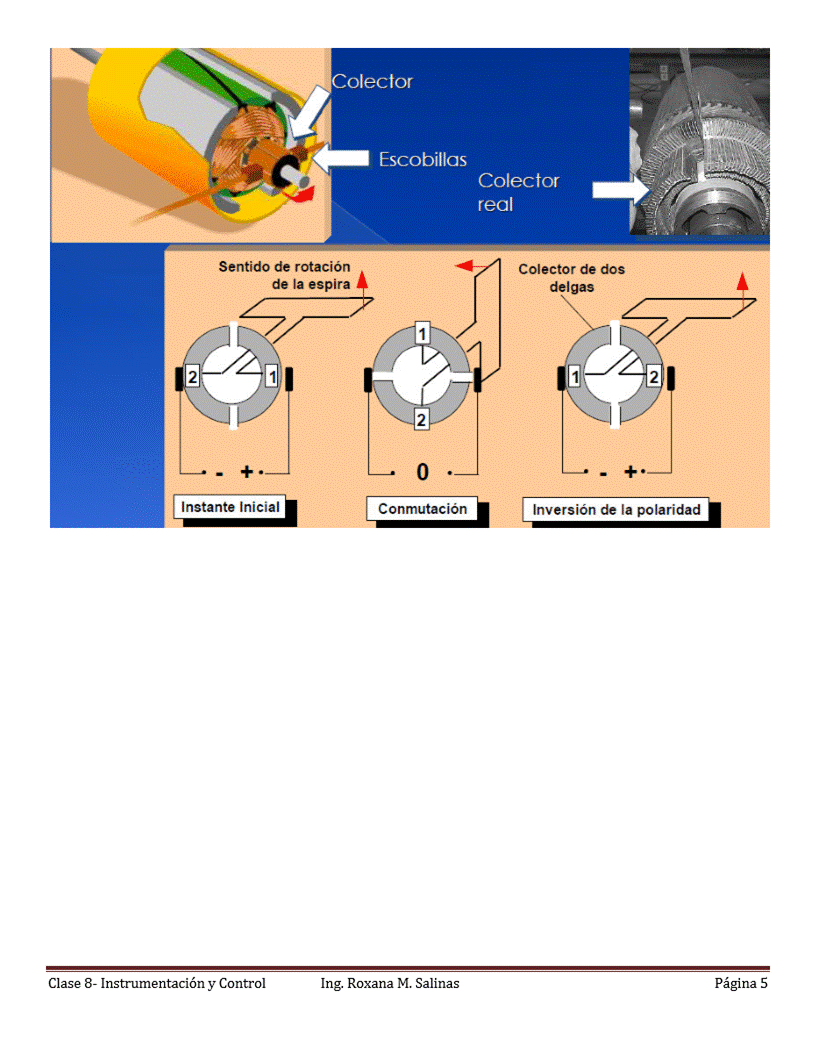 Colector
Escobillas
Colector
real
Sentido de rotación
de la espira
Colector de dos
delgas
2
1
1
2
1
2
- +
0
- +
Instante Inicial
Conmutación
Inversión de la polaridad
Clase 8- Instrumentación y Control Ing. Roxana M. Salinas Página 5